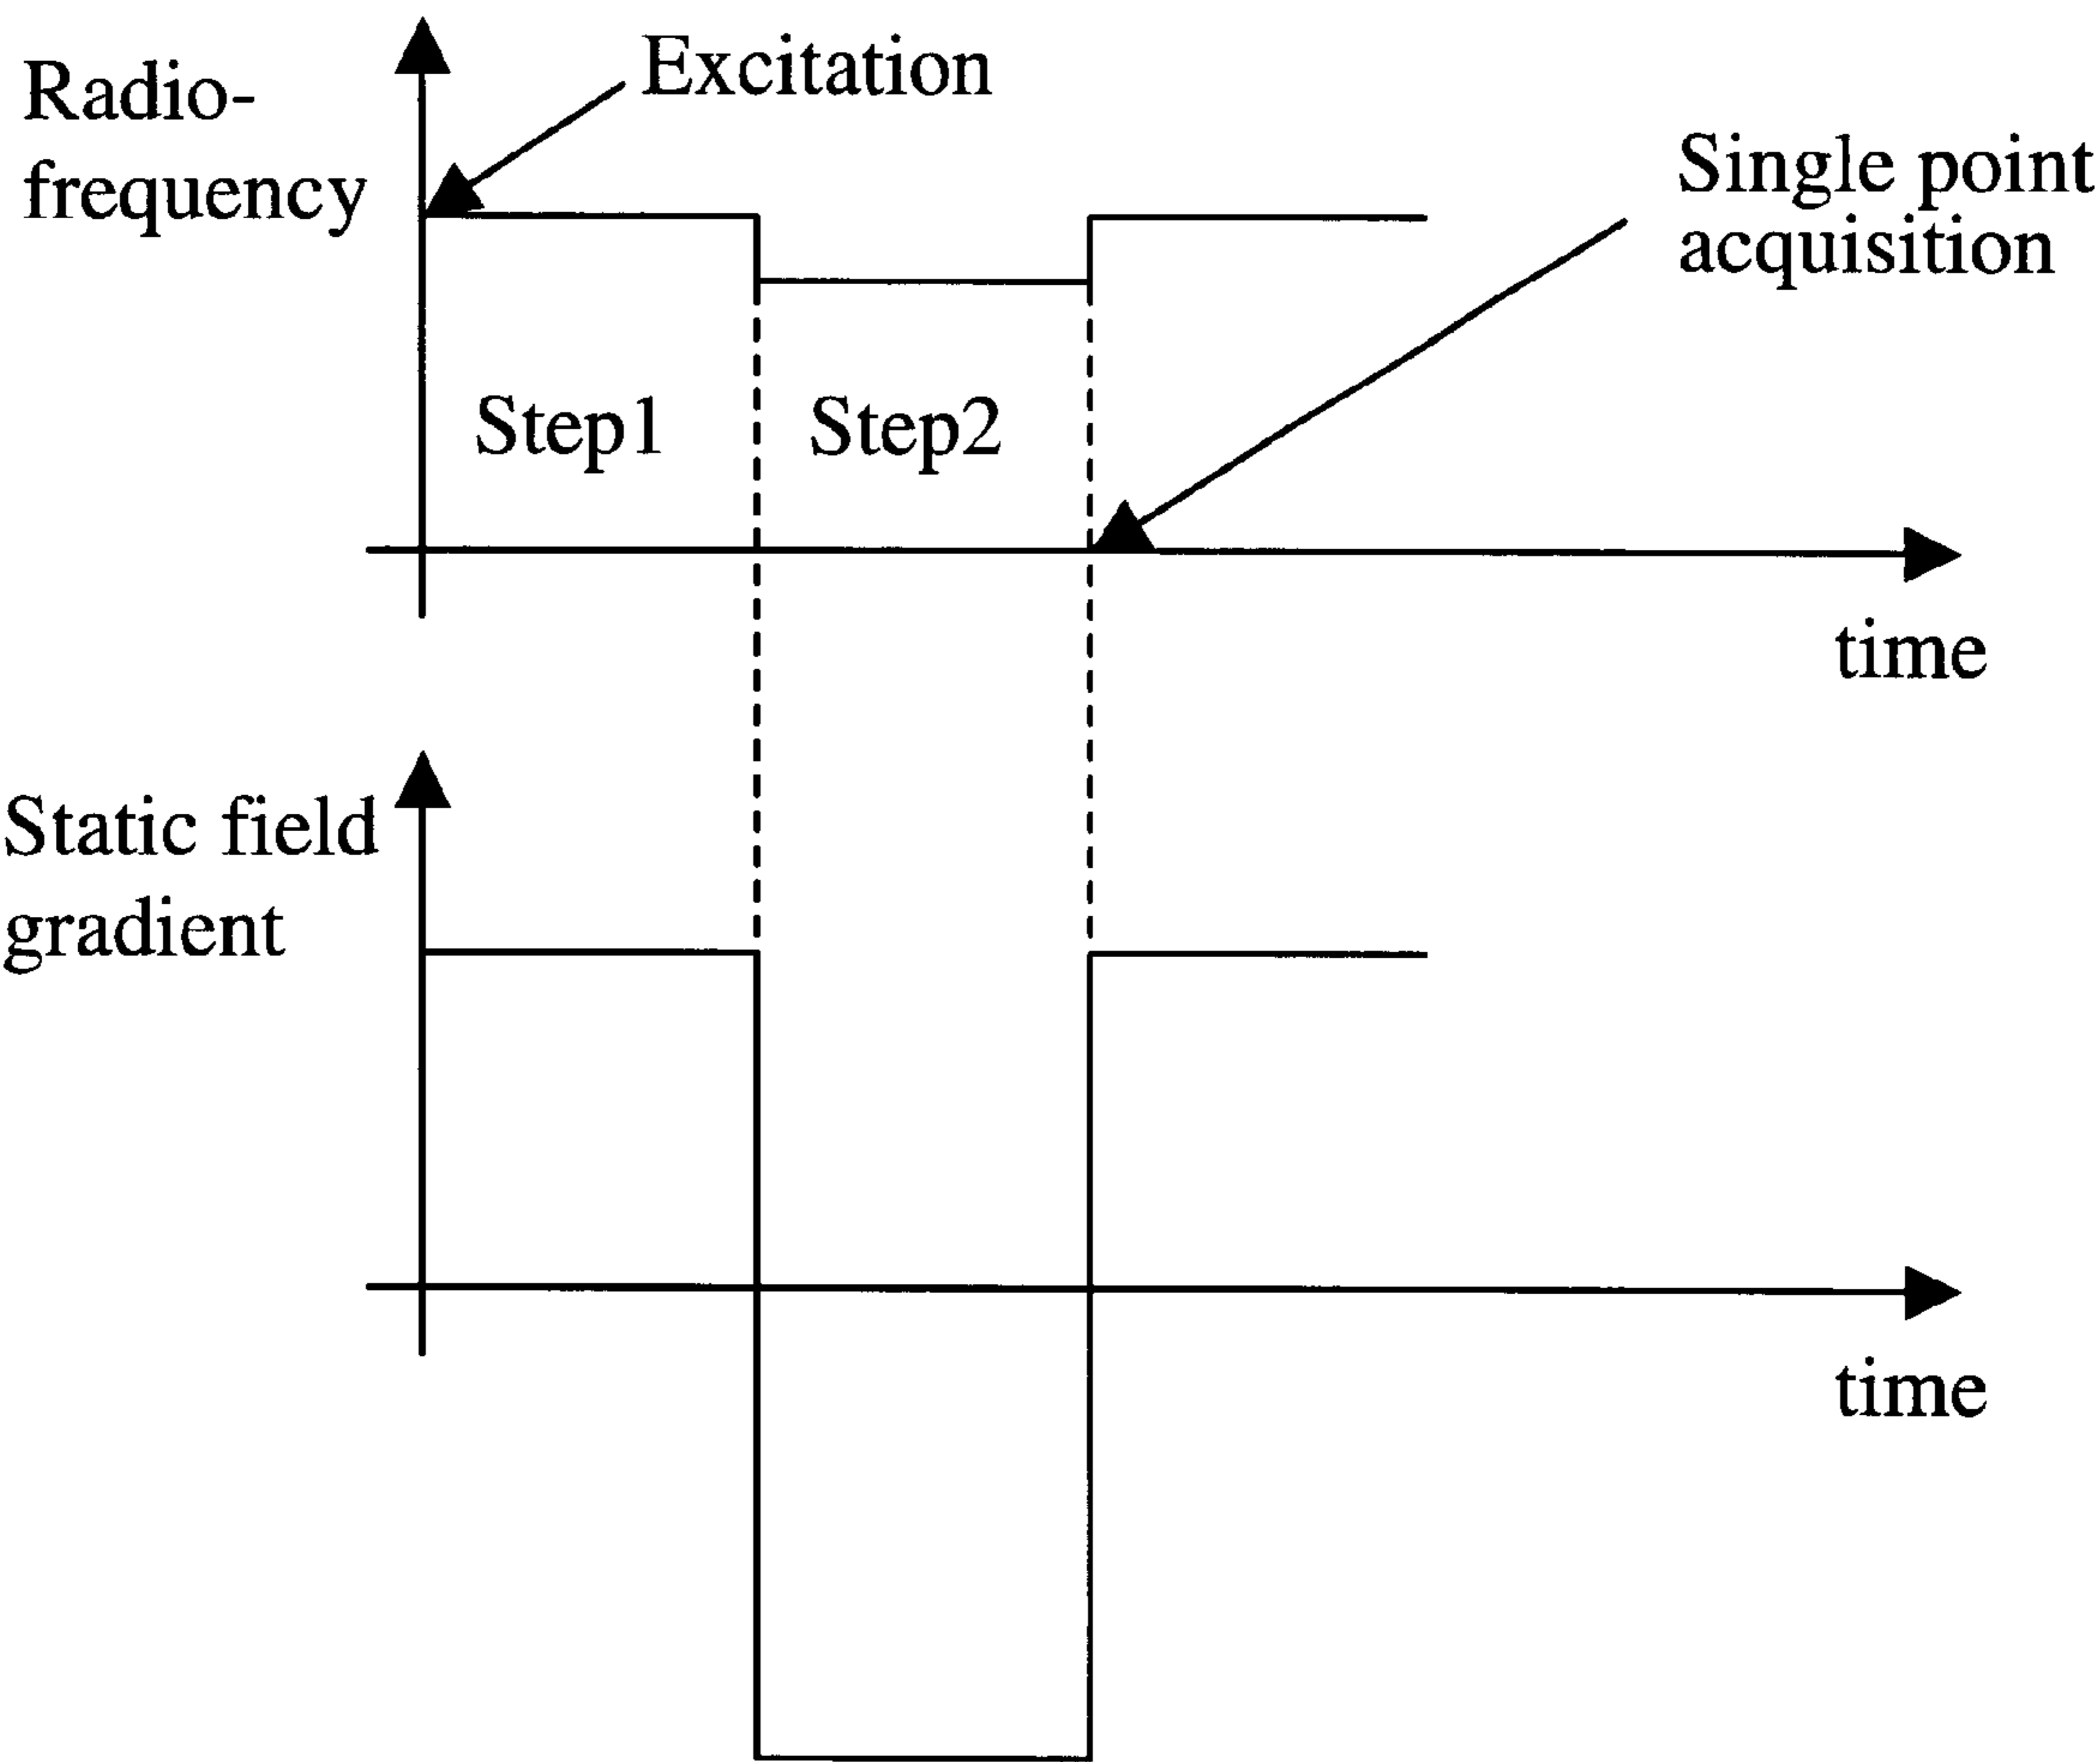 Radio-
frequency
Excitation
Single point
acquisition
Step1
Step2
time
Static field
gradient
time